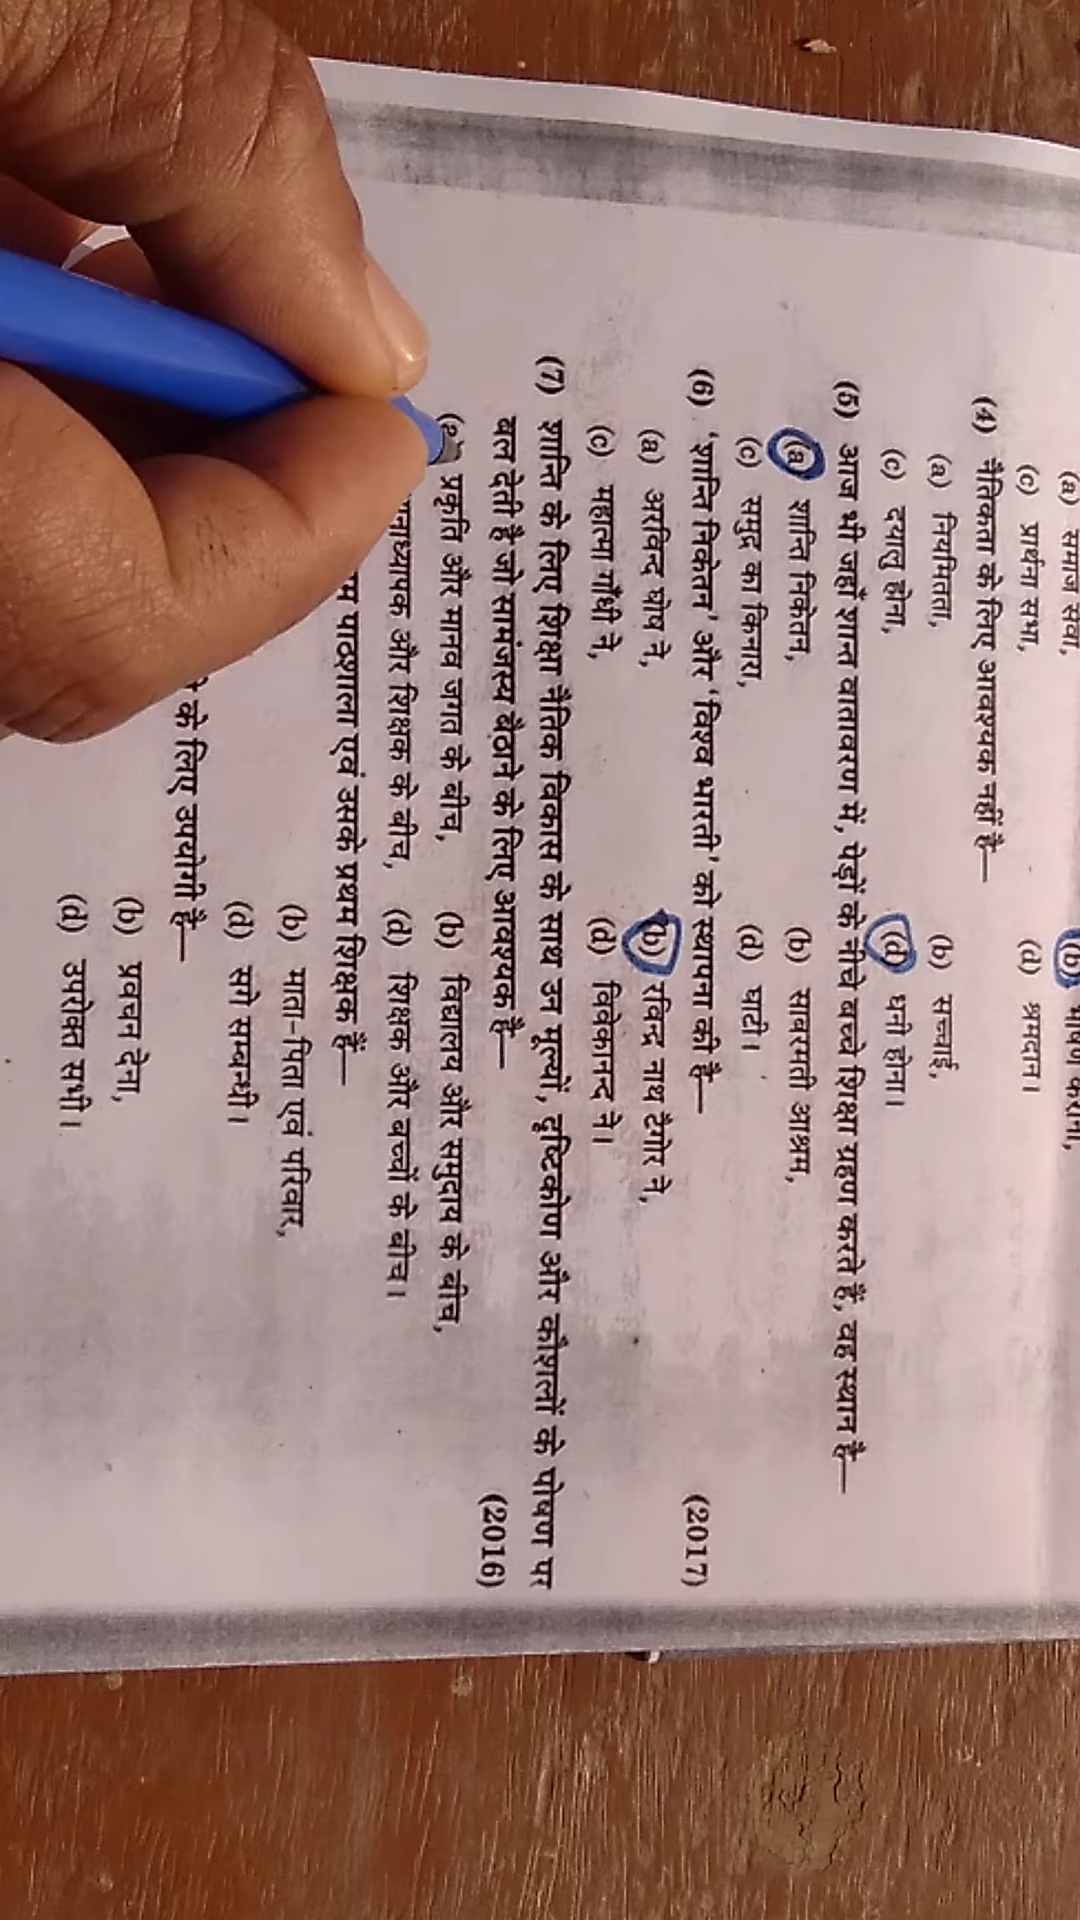 (a) समाज सेवा,
(b) भाषण करना,
(c) प्रार्थना सभा,
(d) श्रमदान।
(4) नैतिकता के लिए आवश्यक नहीं है—
(a) नियमितता,
(b) सच्चाई,
(c) दयालु होना,
(d) धनी होना।
(5) आज भी जहाँ शान्त वातावरण में, पेड़ों के नीचे बच्चे शिक्षा ग्रहण करते हैं, वह स्थान है—
(a) शान्ति निकेतन,
(b) साबरमती आश्रम,
(c) समुद्र का किनारा,
(d) घाटी।
(6) ‘शान्ति निकेतन’ और ‘विश्व भारती’ की स्थापना की है—
(2017)
(a) अरविन्द घोष ने,
(b) रविन्द्र नाथ टैगोर ने,
(c) महात्मा गाँधी ने,
(d) विवेकानन्द ने।
(7) शान्ति के लिए शिक्षा नैतिक विकास के साथ उन मूल्यों, दृष्टिकोण और कौशलों के पोषण पर
बल देती है जो सामंजस्य बैठाने के लिए आवश्यक है—
(2016)
(a) प्रकृति और मानव जगत के बीच,
(b) विद्यालय और समुदाय के बीच,
और शिक्षक के बीच,
(d) शिक्षक और बच्चों के बीच।
पाठशाला एवं उसके प्रथम शिक्षक हैं—
(b) माता-पिता एवं परिवार,
(d) सगे सम्बन्धी।
के लिए उपयोगी है—
(b) प्रवचन देना,
(d) उपरोक्त सभी।